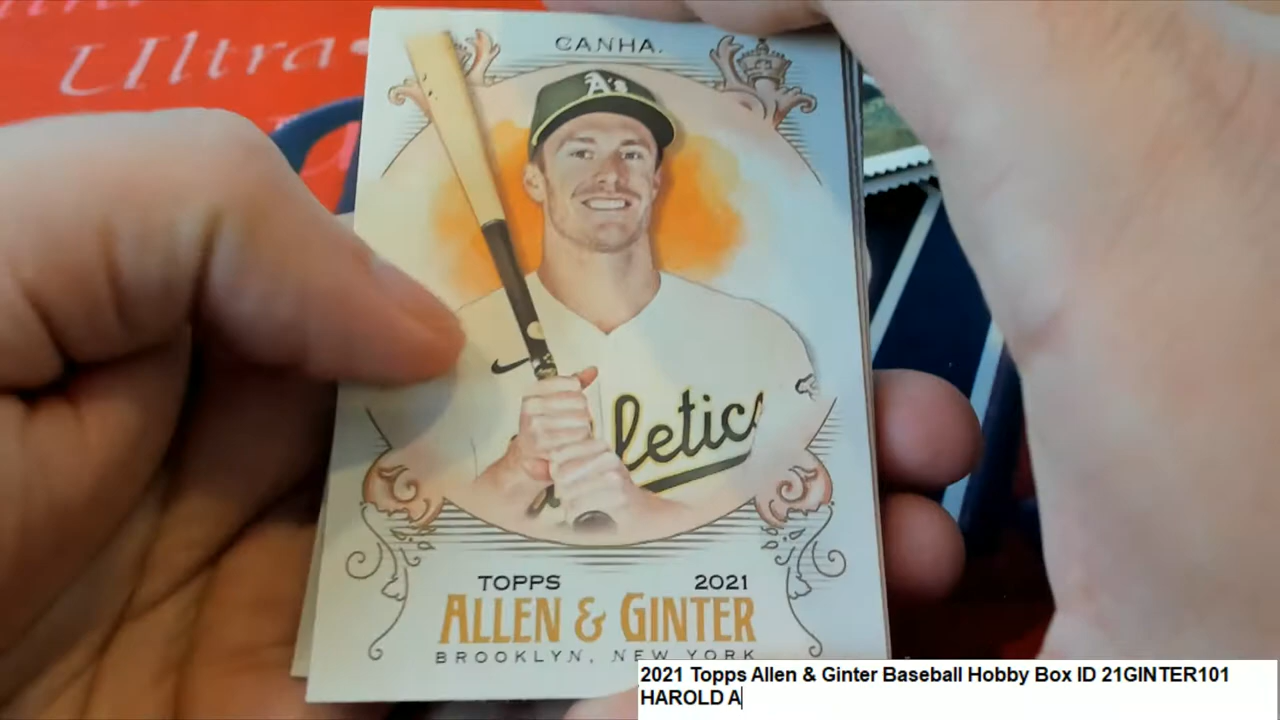 Ultra
CANHA.
A's
letics
TOPPS 2021
ALLEN & GINTER
BROOKLYN, NEW YORK
2021 Topps Allen & Ginter Baseball Hobby Box ID 21GINTER101
HAROLD A